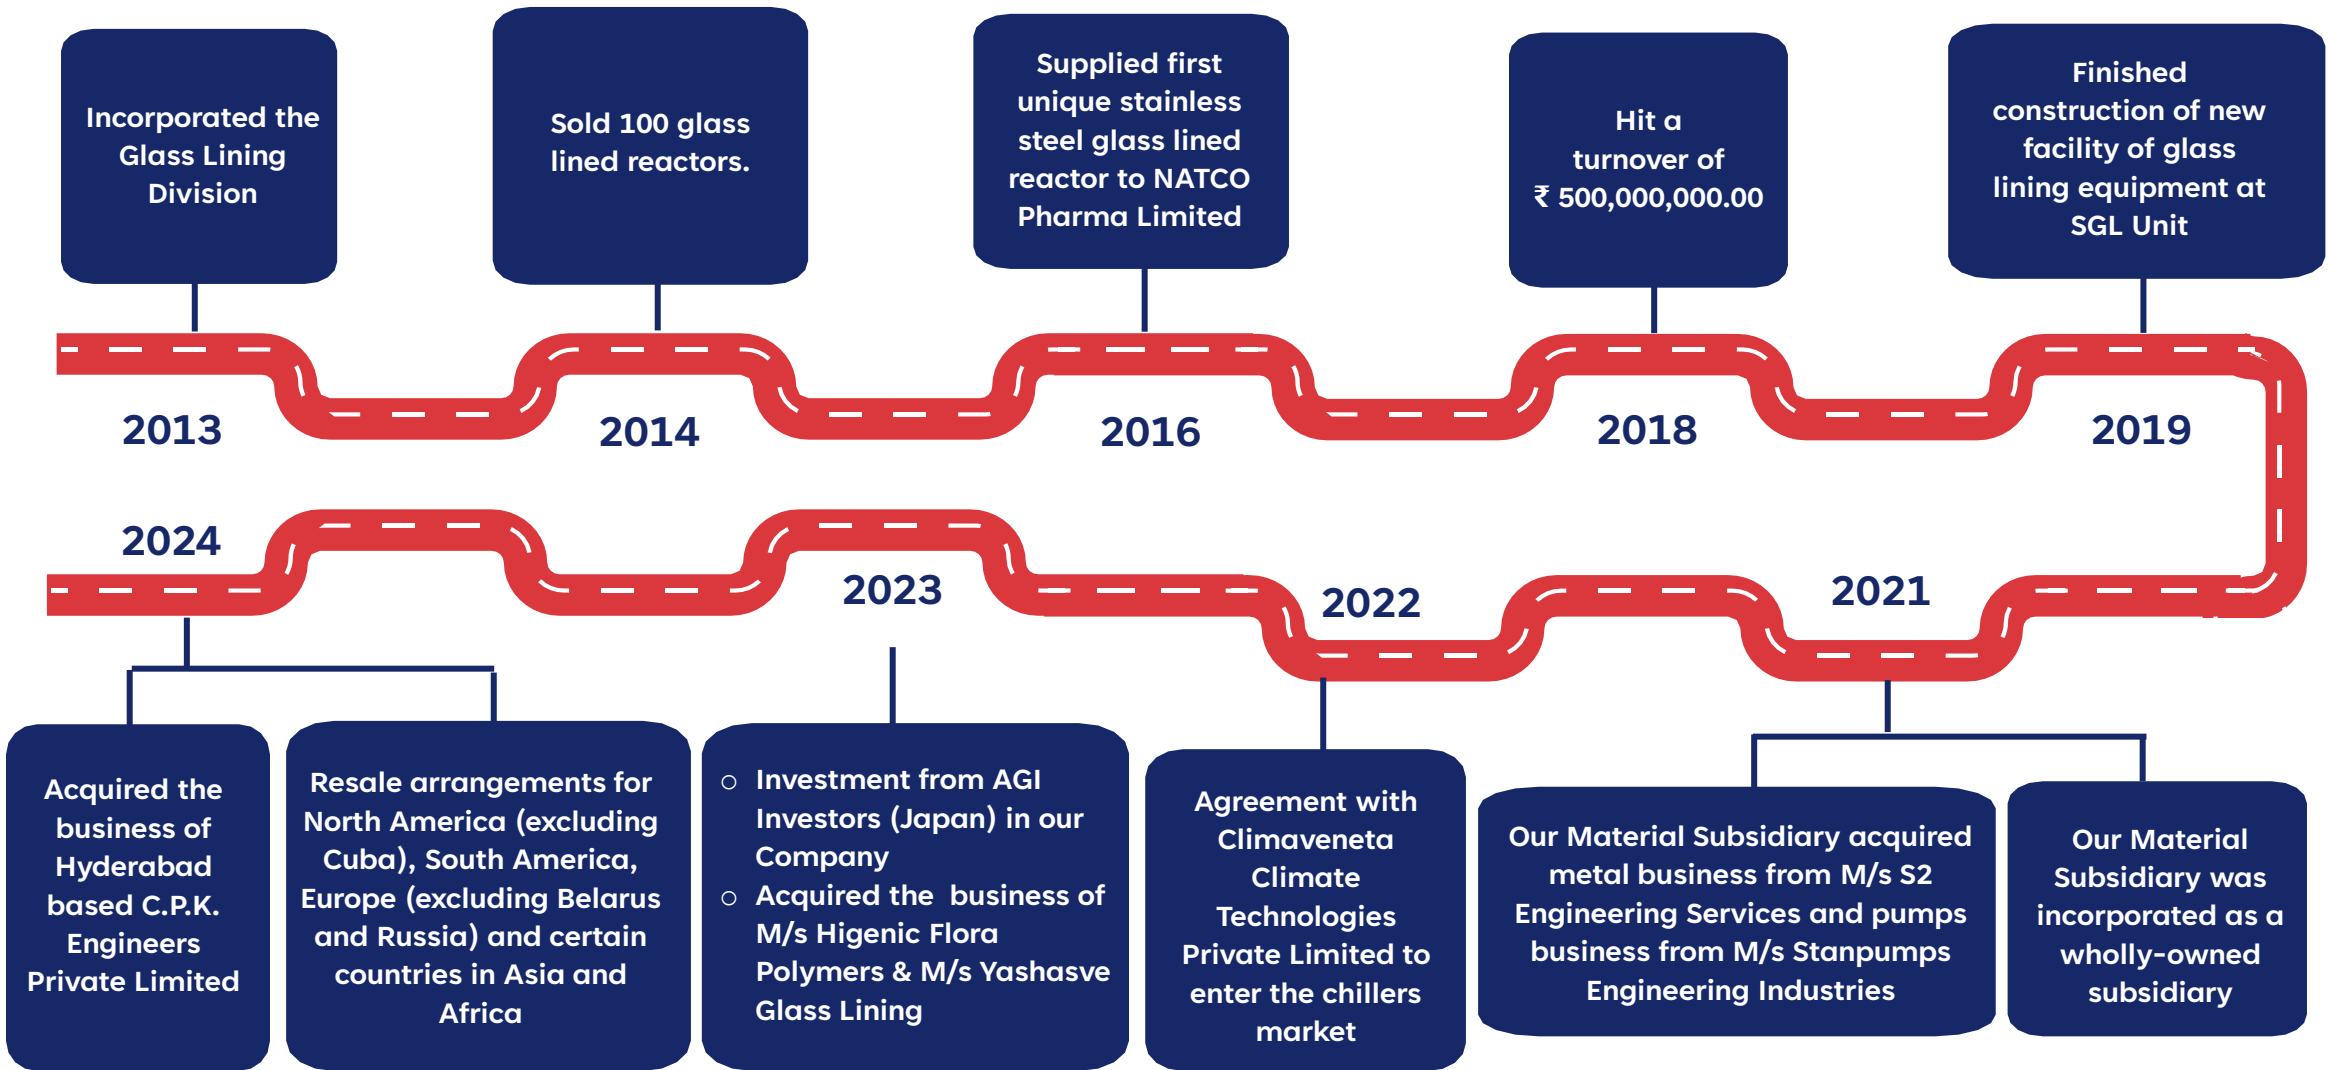 Incorporated the
Glass Lining
Division
2013
Sold 100 glass
lined reactors.
2014
Supplied first
unique stainless
steel glass lined
reactor to NATCO
Pharma Limited
2016
Hit a
turnover of
₹ 500,000,000.00
2018
Finished
construction of new
facility of glass
lining equipment at
SGL Unit
2019
2024
Acquired the
business of
Hyderabad
based C.P.K.
Engineers
Private Limited
Resale arrangements for
North America (excluding
Cuba), South America,
Europe (excluding Belarus
and Russia) and certain
countries in Asia and
Africa
2023
○ Investment from AGI
Investors (Japan) in our
Company
○ Acquired the business of
M/s Higenic Flora
Polymers & M/s Yashasve
Glass Lining
2022
Agreement with
Climaveneta
Climate
Technologies
Private Limited to
enter the chillers
market
2021
Our Material Subsidiary acquired
metal business from M/s S2
Engineering Services and pumps
business from M/s Stanpumps
Engineering Industries
Our Material
Subsidiary was
incorporated as a
wholly-owned
subsidiary